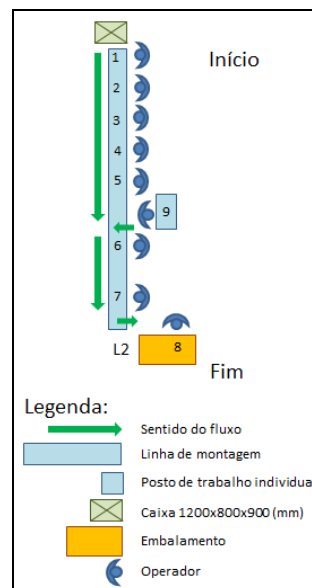 Início
1
2
3
4
5
9
6
7
L2
8
Fim
Legenda:
Sentido do fluxo
Linha de montagem
Posto de trabalho individua
Caixa 1200x800x900 (mm)
Embalamento
Operador